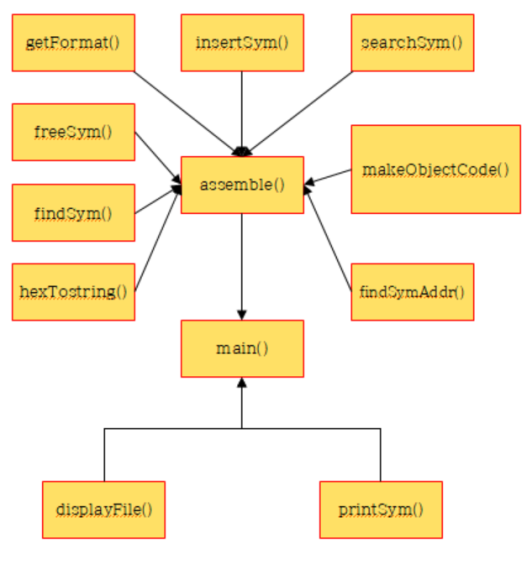 getFormat()
insertSym()
searchSym()
freeSym()
makeObjectCode()
assemble()
findSym()
hexTostring()
findSymAddr()
main()
displayFile()
printSym()